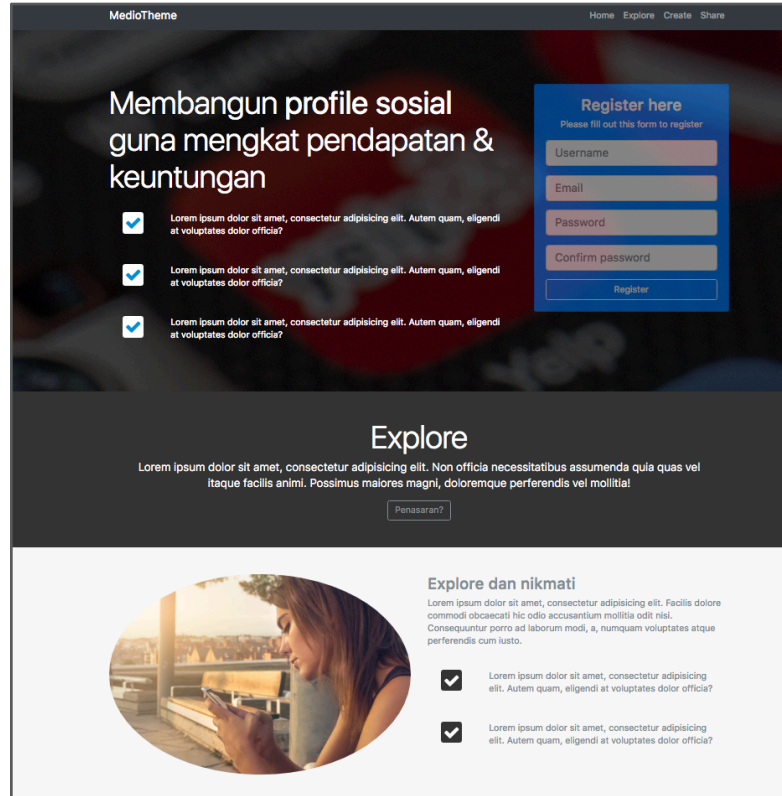 MedioTheme
Home Explore Create Share
Membangun profile sosial
guna mengkat pendapatan &
keuntungan
Lorem ipsum dolor sit amet, consectetur adipisicing elit. Autem quam, eligendi
at voluptates dolor officia?
Lorem ipsum dolor sit amet, consectetur adipisicing elit. Autem quam, eligendi
at voluptates dolor officia?
Lorem ipsum dolor sit amet, consectetur adipisicing elit. Autem quam, eligendi
at voluptates dolor officia?
Register here
Please fill out this form to register
Username
Email
Password
Confirm password
Register
Yelp
Explore
Lorem ipsum dolor sit amet, consectetur adipisicing elit. Non officia necessitatibus assumenda quia quas vel
itaque facilis animi. Possimus maiores magni, doloremque perferendis vel mollitia!
Penasaran?
Explore dan nikmati
Lorem ipsum dolor sit amet, consectetur adipisicing elit. Facilis dolore
commodi obcaecati hic odio accusantium mollitia odit nisi.
Consequuntur porro ad laborum modi, a, numquam voluptates atque
perferendis cum iusto.
Lorem ipsum dolor sit amet, consectetur adipisicing
elit. Autem quam, eligendi at voluptates dolor officia?
Lorem ipsum dolor sit amet, consectetur adipisicing
elit. Autem quam, eligendi at voluptates dolor officia?